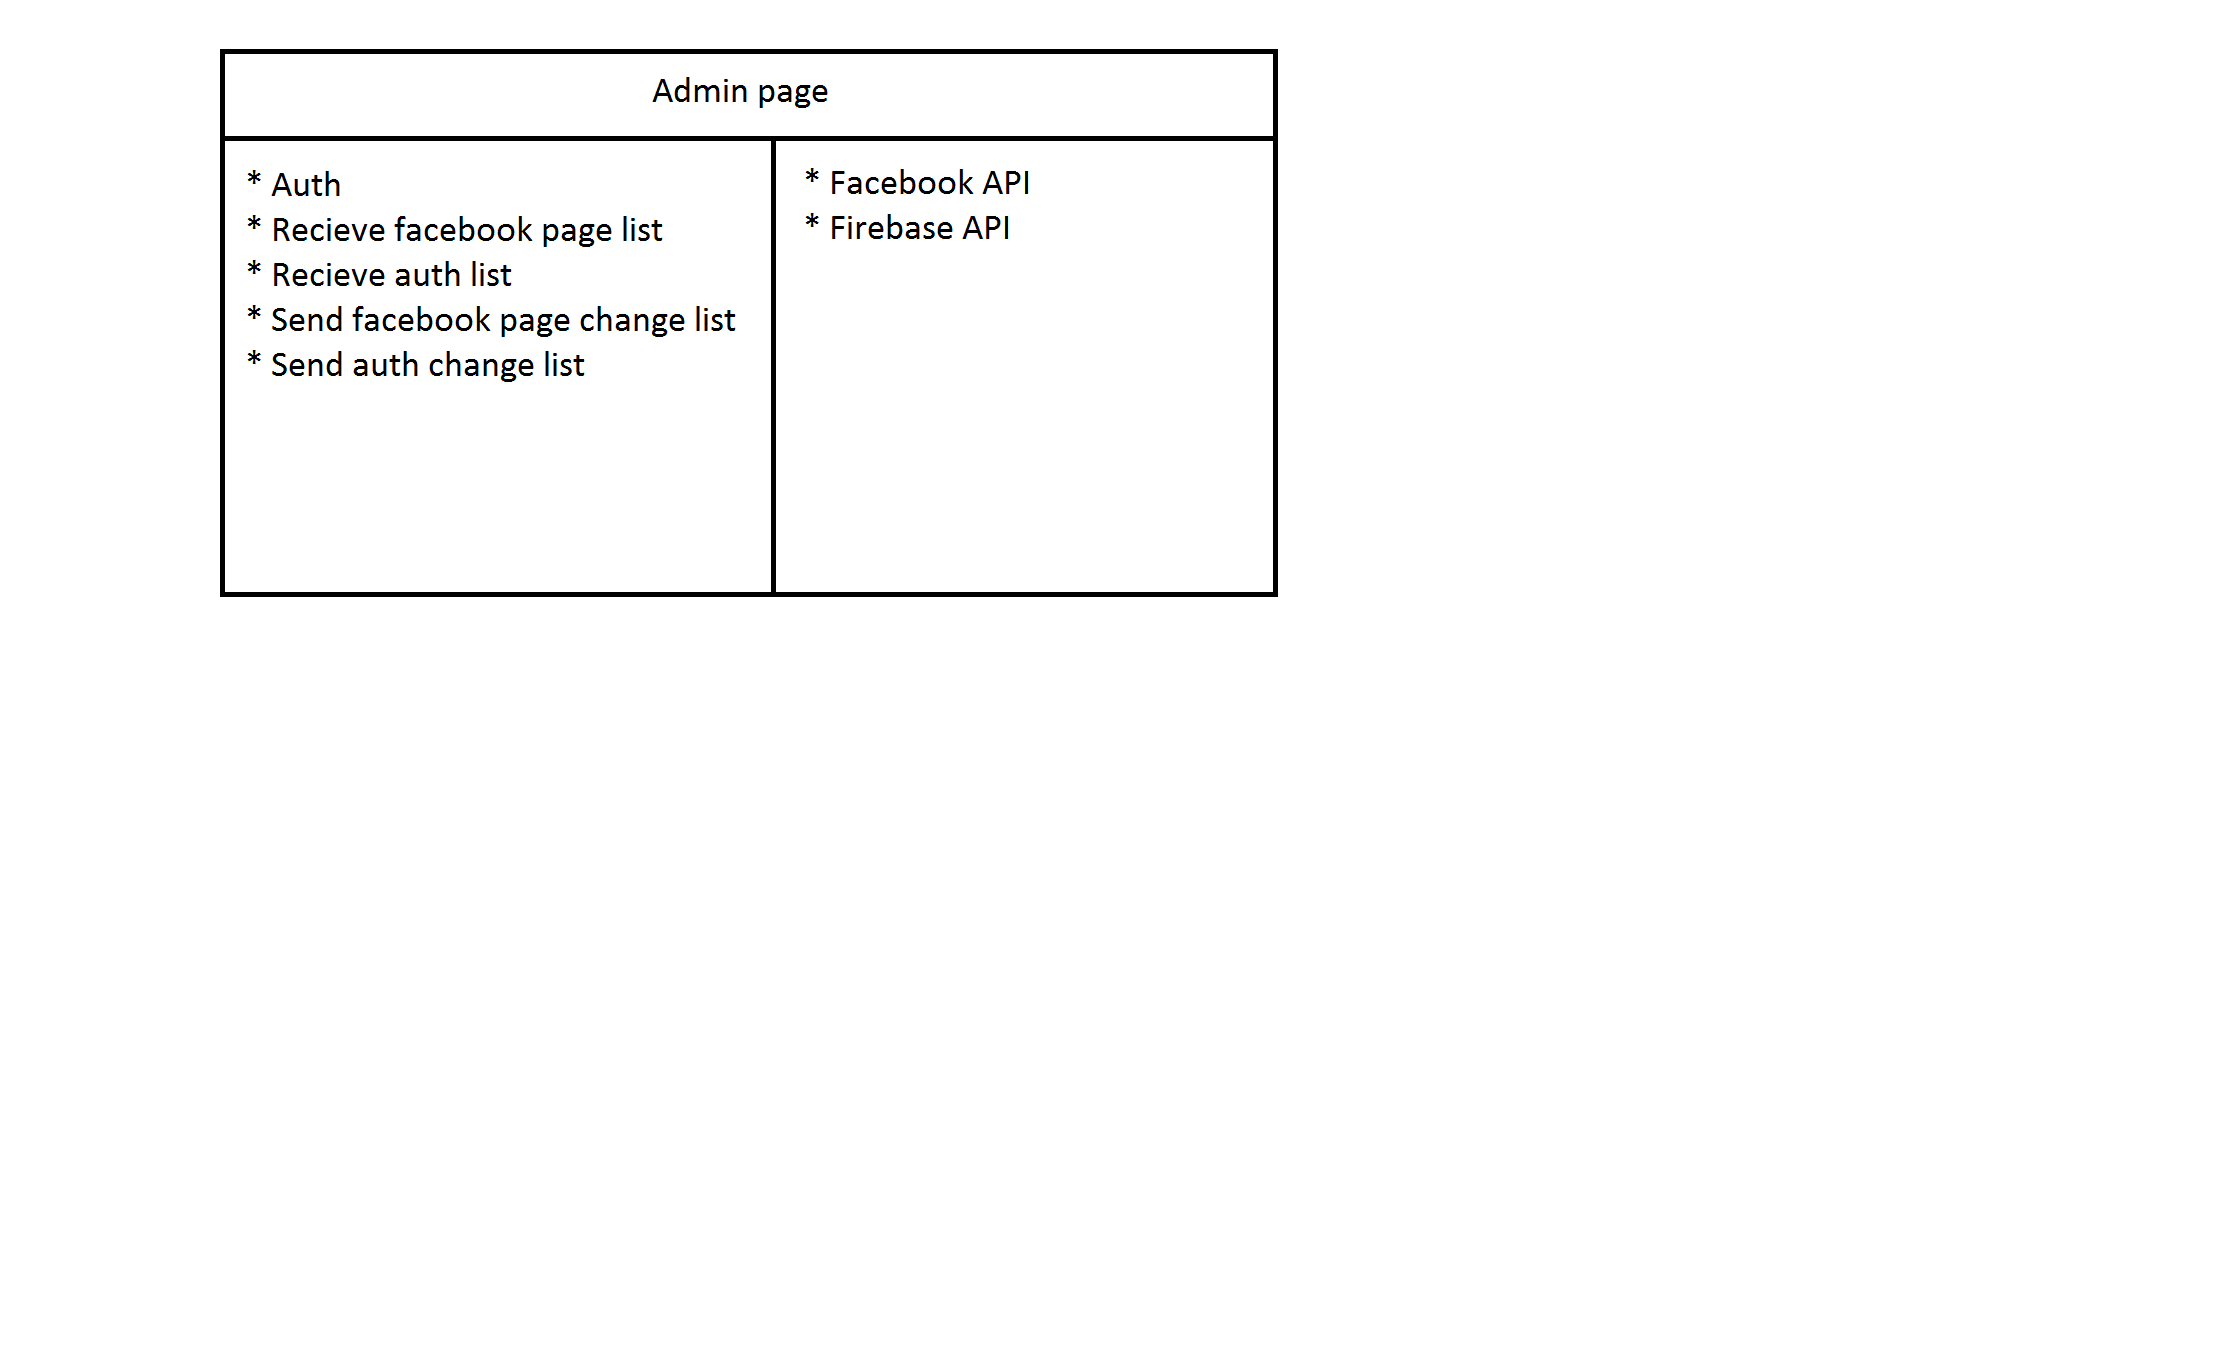 Admin page
* Auth
* Recieve facebook page list
* Recieve auth list
* Send facebook page change list
* Send auth change list
* Facebook API
* Firebase API